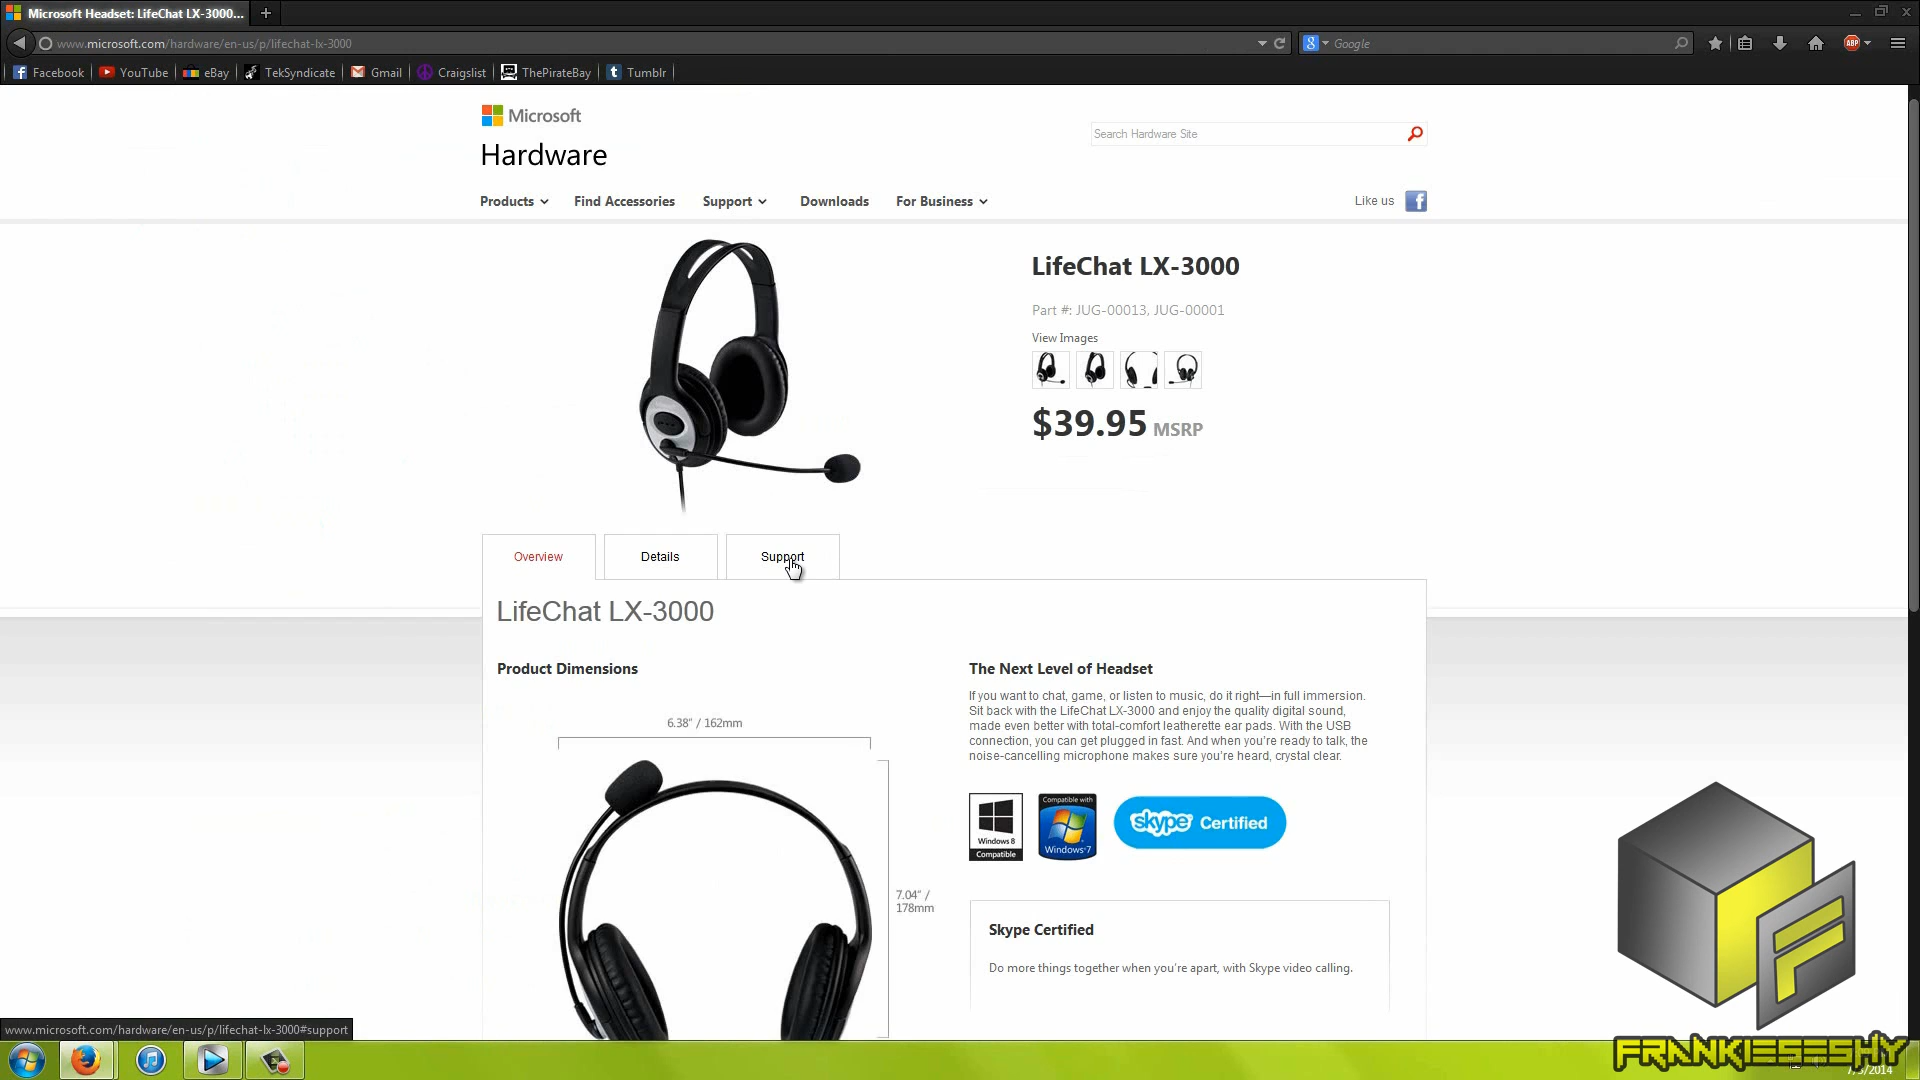 Microsoft Headset: LifeChat LX-3000...
www.microsoft.com/hardware/en-us/p/lifechat-lx-3000
Google
ABP
Facebook
YouTube
eBay
TekSyndicate
Gmail
Craigslist
ThePirateBay
Tumblr
Microsoft
Hardware
Search Hardware Site
Products
Find Accessories
Support
Downloads
For Business
Like us
LifeChat LX-3000
Part #: JUG-00013, JUG-00001
View Images
$39.95 MSRP
Overview
Details
Support
LifeChat LX-3000
Product Dimensions
6.38" / 162mm
7.04" /
178mm
The Next Level of Headset
If you want to chat, game, or listen to music, do it right—in full immersion.
Sit back with the LifeChat LX-3000 and enjoy the quality digital sound,
made even better with total-comfort leatherette ear pads. With the USB
connection, you can get plugged in fast. And when you're ready to talk, the
noise-cancelling microphone makes sure you're heard, crystal clear.
Windows 8
Compatible
Compatible with
Windows 7
skype Certified
Skype Certified
Do more things together when you're apart, with Skype video calling.
www.microsoft.com/hardware/en-us/p/lifechat-lx-3000#support
F
FRANKIESESHY